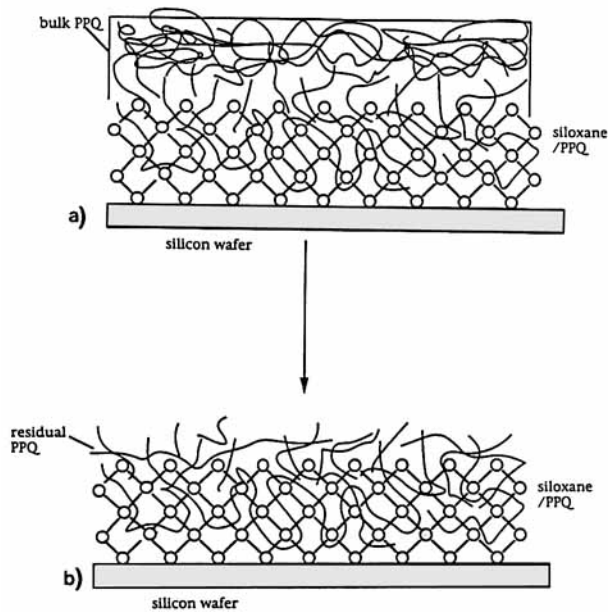 bulk PPQ
siloxane
/PPQ
a)
silicon wafer
residual
PPQ
siloxane
/PPQ
b)
silicon wafer